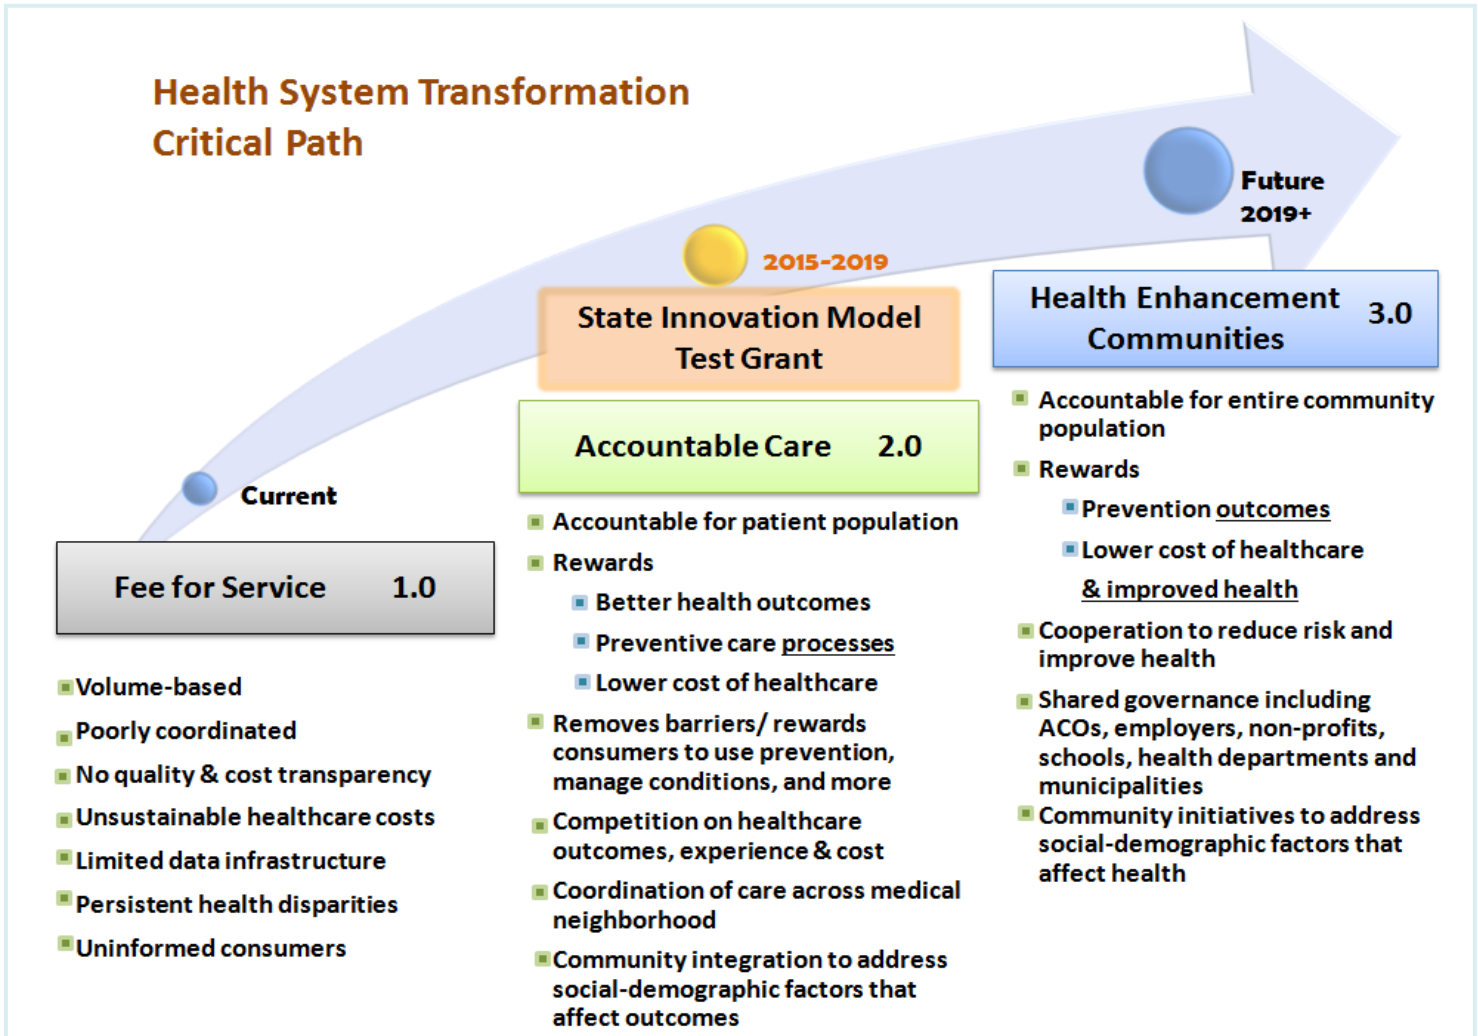 Health System Transformation
Critical Path
Current
Fee for Service 1.0
Volume-based
Poorly coordinated
No quality & cost transparency
Unsustainable healthcare costs
Limited data infrastructure
Persistent health disparities
Uninformed consumers
2015-2019
State Innovation Model
Test Grant
Accountable Care 2.0
Accountable for patient population
Rewards
Better health outcomes
Preventive care processes
Lower cost of healthcare
Removes barriers/ rewards
consumers to use prevention,
manage conditions, and more
Competition on healthcare
outcomes, experience & cost
Coordination of care across medical
neighborhood
Community integration to address
social-demographic factors that
affect outcomes
Future
2019+
Health Enhancement
Communities 3.0
Accountable for entire community
population
Rewards
Prevention outcomes
Lower cost of healthcare
& improved health
Cooperation to reduce risk and
improve health
Shared governance including
ACOs, employers, non-profits,
schools, health departments and
municipalities
Community initiatives to address
social-demographic factors that
affect health